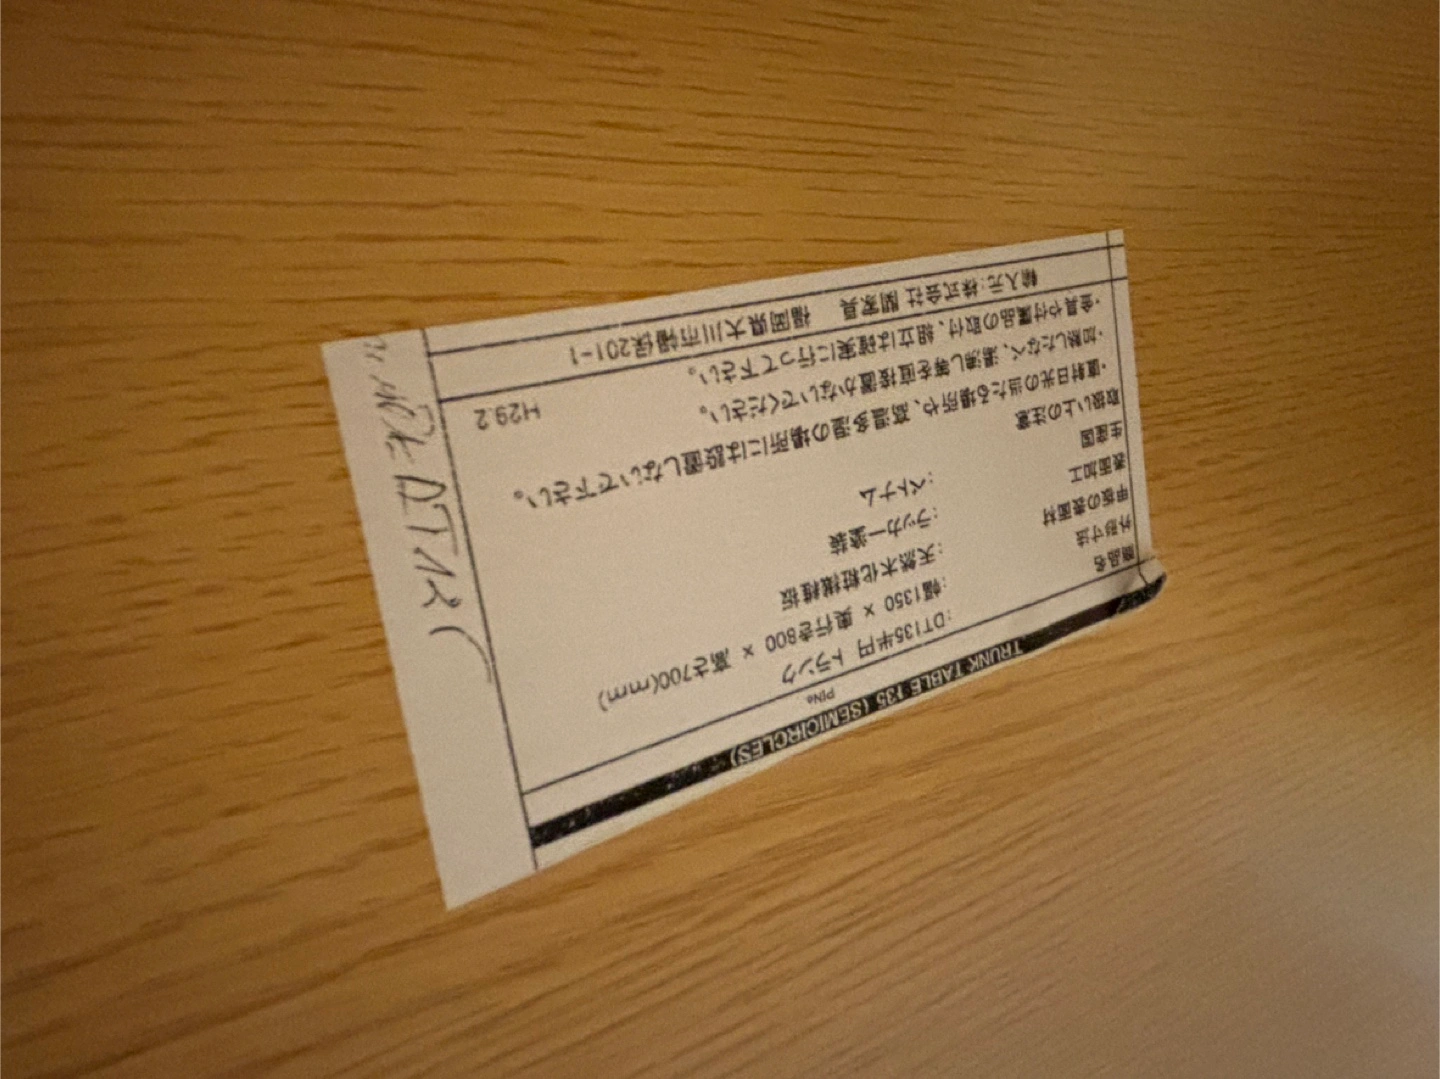 TRUNK TABLE 135 (SEMICIRCLES)
商品名 :DT135半円 トランク
外形寸法 :幅1350 × 奥行き800 × 高さ700(mm)
甲板の表面材 :天然木化粧繊維板
表面加工 :ラッカー塗装
生産国 :ベトナム
取扱い上の注意
・直射日光の当たる場所や、高温多湿の場所には設置しないで下さい。
・加熱したなべ、湯沸し等を直接置かないでください。
・金具や付属品の取付、組立は確実に行って下さい。
H29.2
輸入元:株式会社 関家具 福岡県大川市幡保201-1